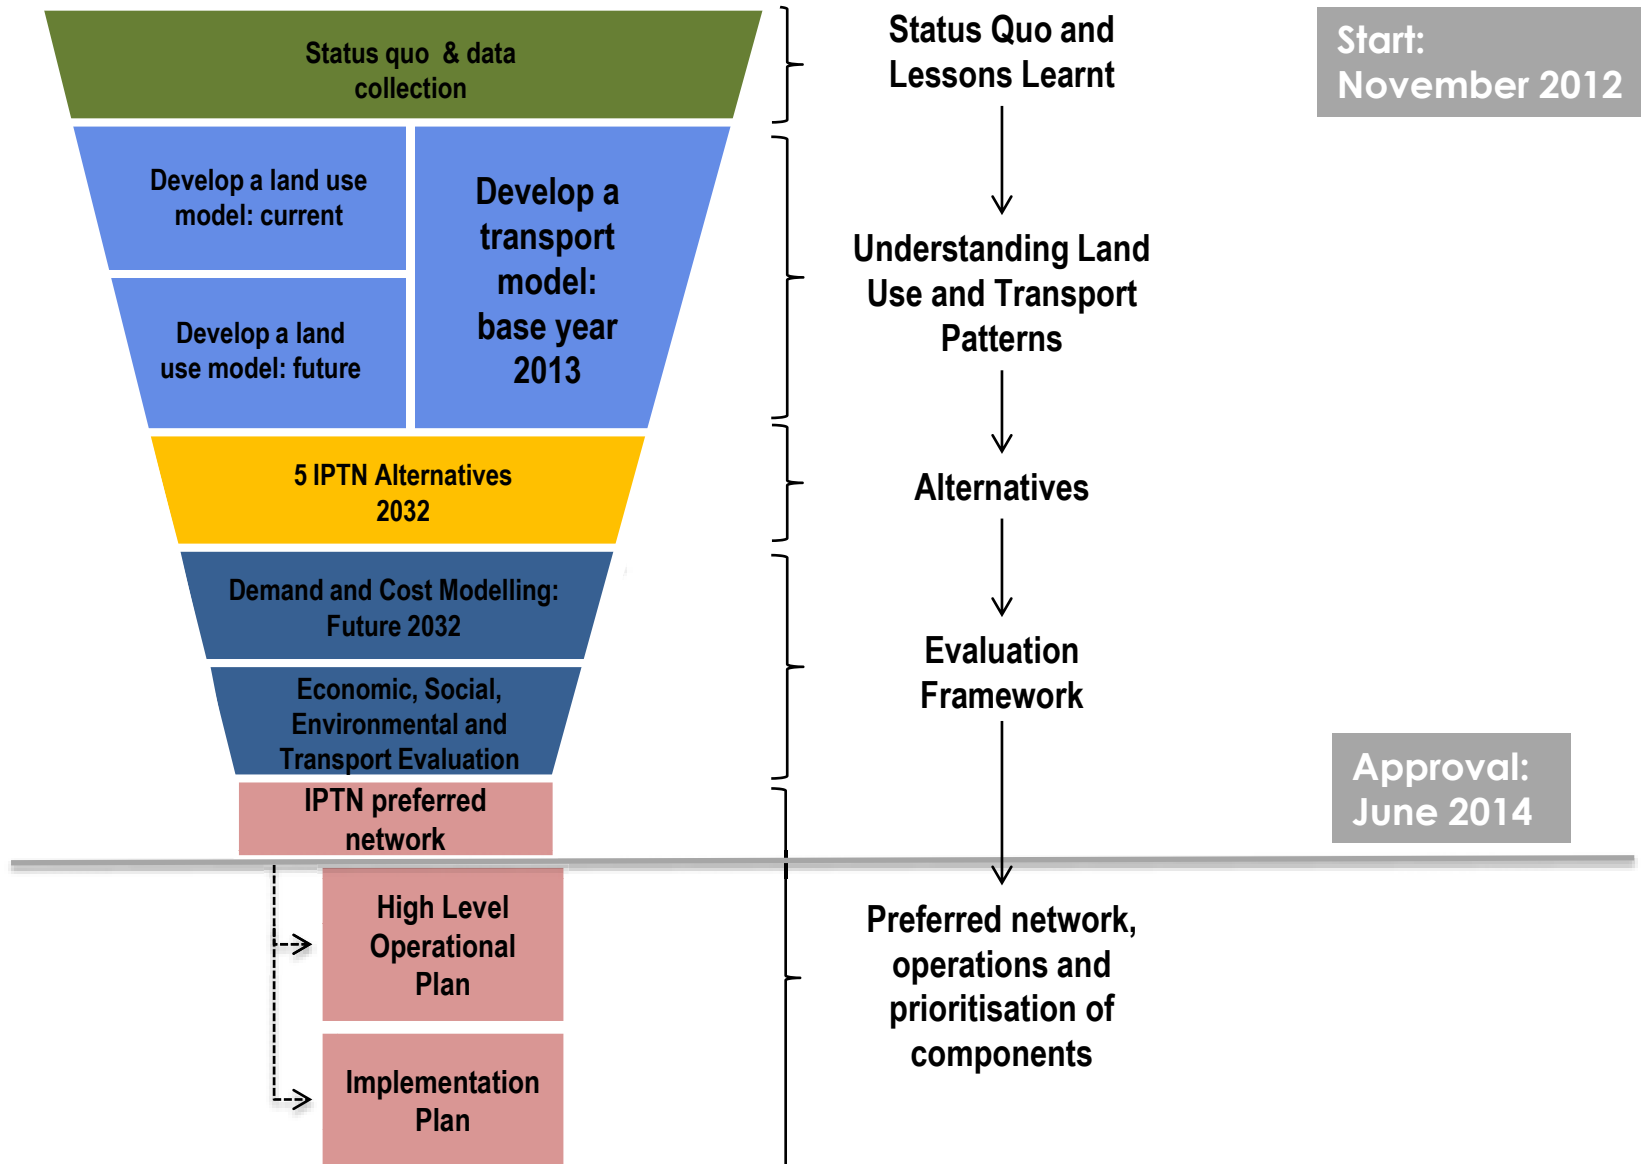 Status quo & data
collection
Develop a land use
model: current
Develop a land
use model: future
Develop a
transport
model:
base year
2013
5 IPTN Alternatives
2032
Demand and Cost Modelling:
Future 2032
Economic, Social,
Environmental and
Transport Evaluation
IPTN preferred
network
High Level
Operational
Plan
Implementation
Plan
Status Quo and
Lessons Learnt
Understanding Land
Use and Transport
Patterns
Alternatives
Evaluation
Framework
Preferred network,
operations and
prioritisation of
components
Start:
November 2012
Approval:
June 2014